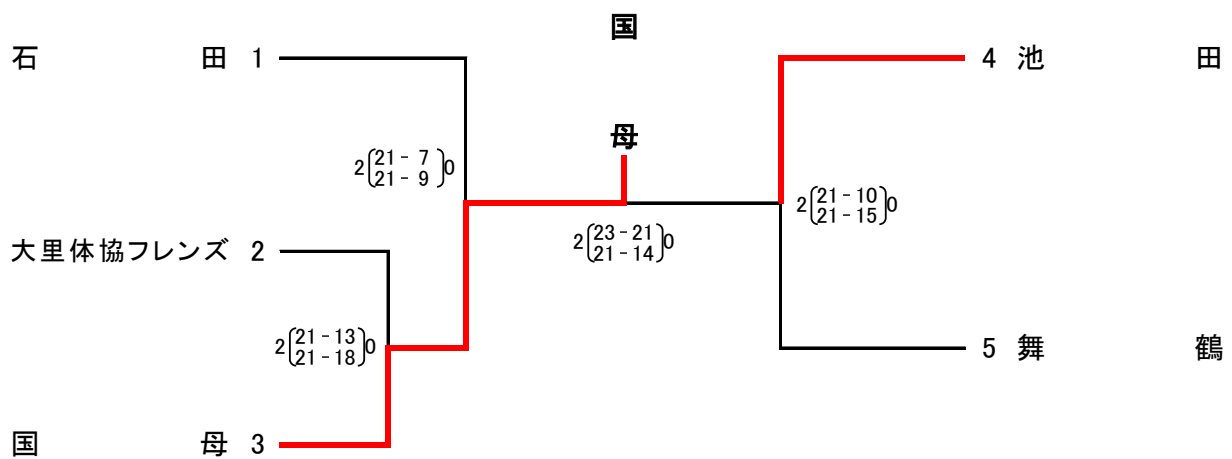 国
石 田 1
4 池 田
母
2(21 - 7)0
(21 - 9)
2(21 - 10)0
(21 - 15)
2(23 - 21)0
(21 - 14)
大里体協フレンズ 2
2(21 - 13)0
(21 - 18)
5 舞 鶴
国 母 3